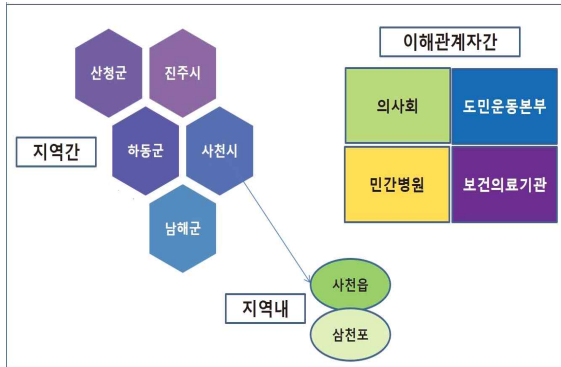 이해관계자간
산청군
진주시
의사회
도민운동본부
지역간
하동군
사천시
민간병원
보건의료기관
남해군
사천읍
지역내
삼천포